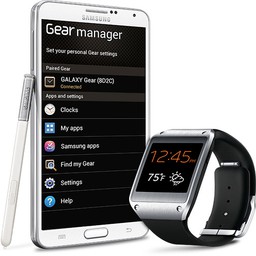 SAMSUNG
Gear manager
Set your personal Gear settings
Paired Gear
GALAXY Gear (8D2C)
Connected
Apps and settings
Clocks
My apps
Samsung apps
Find my Gear
Settings
Help
12:45PM
75°F